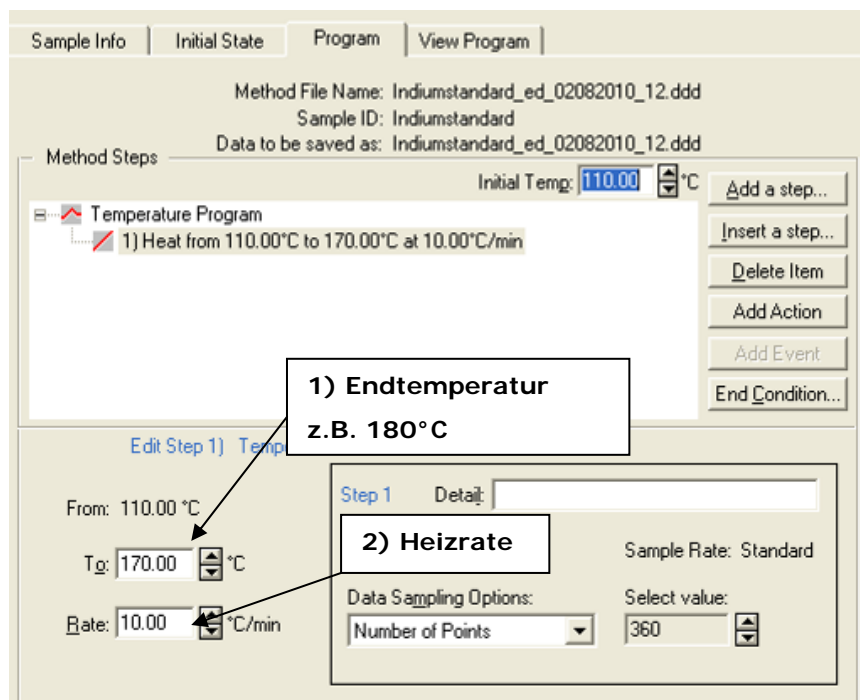 Sample Info Initial State Program View Program
Method File Name: Indiumstandard_ed_02082010_12.ddd
Sample ID: Indiumstandard
Data to be saved as: Indiumstandard_ed_02082010_12.ddd
Method Steps
Initial Temp: 110.00 °C
Add a step...
Temperature Program
Insert a step...
1) Heat from 110.00°C to 170.00°C at 10.00°C/min
Delete Item
Add Action
Add Event
End Condition...
1) Endtemperatur
z.B. 180°C
Edit Step 1)
Step 1 Detail:
From: 110.00 °C
2) Heizrate
Sample Rate: Standard
To: 170.00 °C
Data Sampling Options: Select value:
Rate: 10.00 °C/min
Number of Points 360